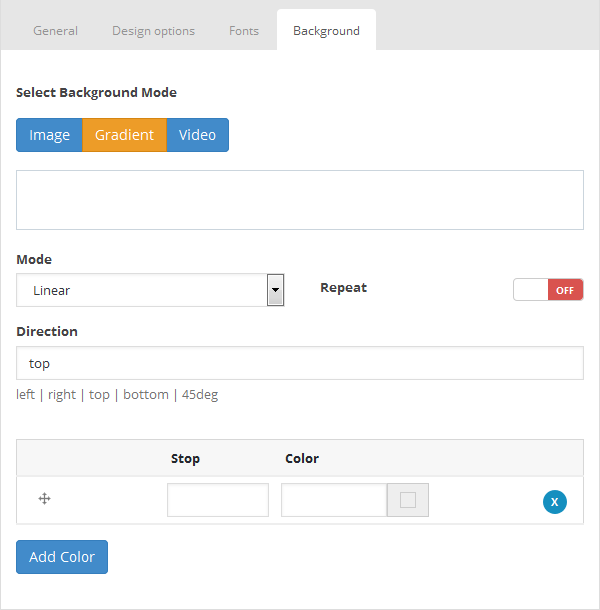 General Design options Fonts Background
Select Background Mode
Image Gradient Video
Mode
Linear Repeat OFF
Direction
top
left | right | top | bottom | 45deg
Stop Color
X
Add Color